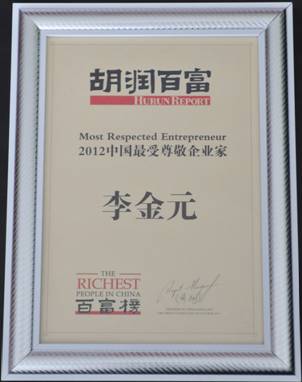 胡润百富
HURUN REPORT
Most Respected Entrepreneur
2012中国最受尊敬企业家
李金元
THE
RICHEST
PEOPLE IN CHINA
百富榜